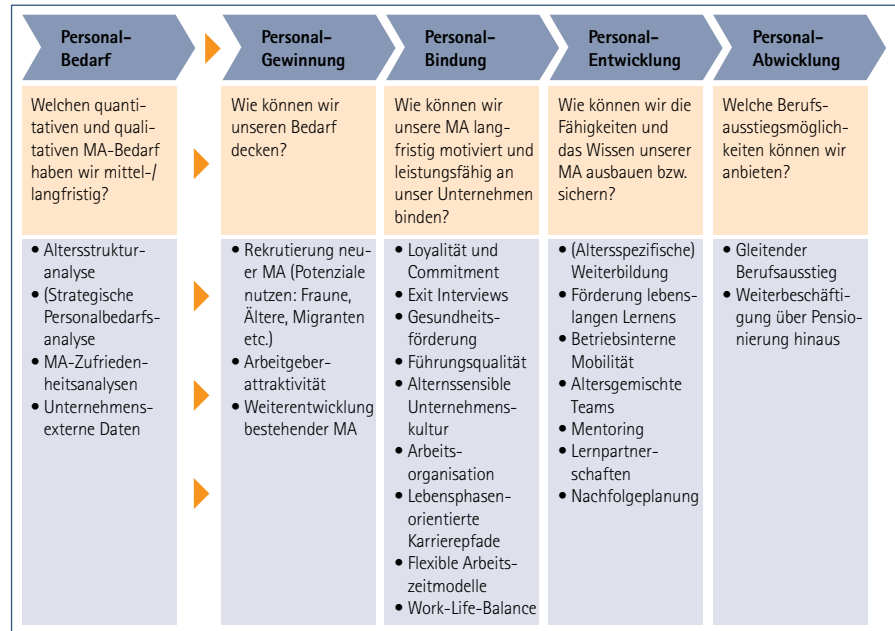 Personal-
Bedarf
Personal-
Gewinnung
Personal-
Bindung
Personal-
Entwicklung
Personal-
Abwicklung
Welchen quanti-
tativen und quali-
tativen MA-Bedarf
haben wir mittel-/
langfristig?
Wie können wir
unseren Bedarf
decken?
Wie können wir
unsere MA lang-
fristig motiviert und
leistungsfähig an
unser Unternehmen
binden?
Wie können wir die
Fähigkeiten und
das Wissen unserer
MA ausbauen bzw.
sichern?
Welche Berufs-
ausstiegsmöglich-
keiten können wir
anbieten?
• Altersstruktur-
analyse
• (Strategische
Personalbedarfs-
analyse
• MA-Zufrieden-
heitsanalysen
• Unternehmens-
externe Daten
• Rekrutierung neu-
er MA (Potenziale
nutzen: Fraune,
Ältere, Migranten
etc.)
• Arbeitgeber-
attraktivität
• Weiterentwicklung
bestehender MA
• Loyalität und
Commitment
• Exit Interviews
• Gesundheits-
förderung
• Führungsqualität
• Alternssensible
Unternehmens-
kultur
• Arbeits-
organisation
• Lebensphasen-
orientierte
Karrierepfade
• Flexible Arbeits-
zeitmodelle
• Work-Life-Balance
• (Altersspezifische)
Weiterbildung
• Förderung lebens-
langen Lernens
• Betriebsinterne
Mobilität
• Altersgemischte
Teams
• Mentoring
• Lernpartner-
schaften
• Nachfolgeplanung
• Gleitender
Berufsausstieg
• Weiterbeschäfti-
gung über Pensio-
nierung hinaus